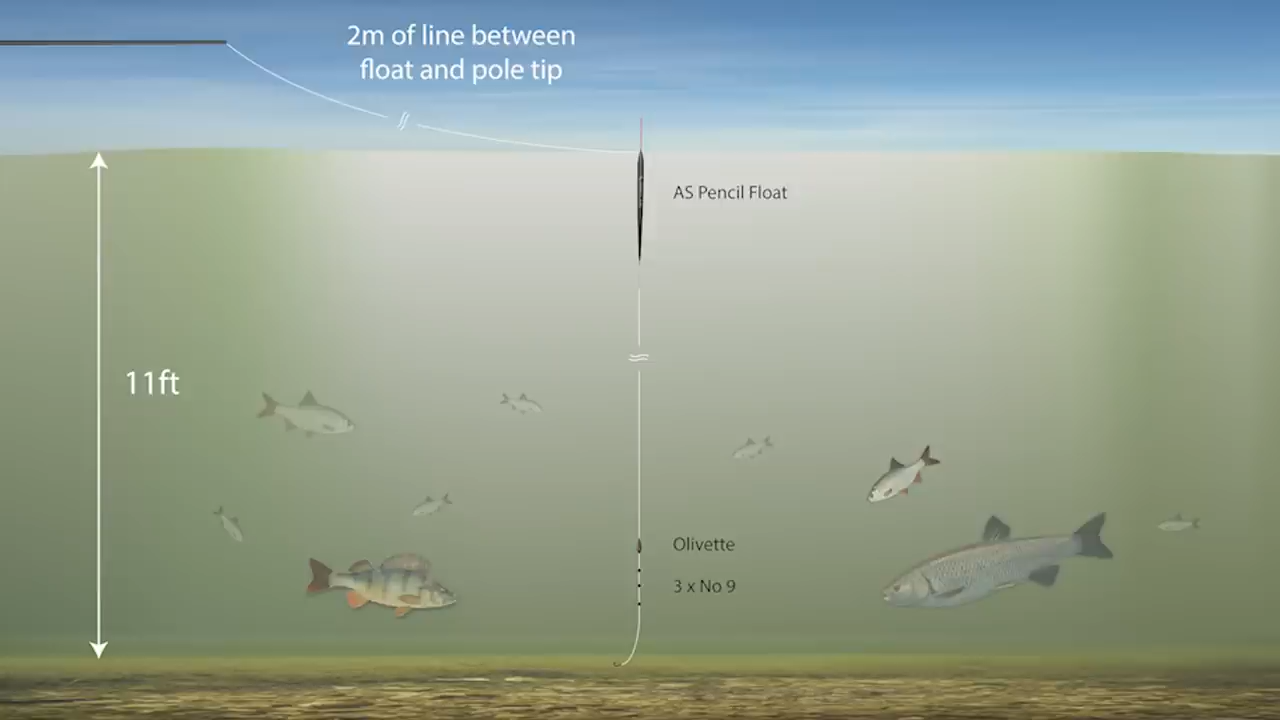 2m of line between
float and pole tip
AS Pencil Float
11ft
Olivette
3 x No 9